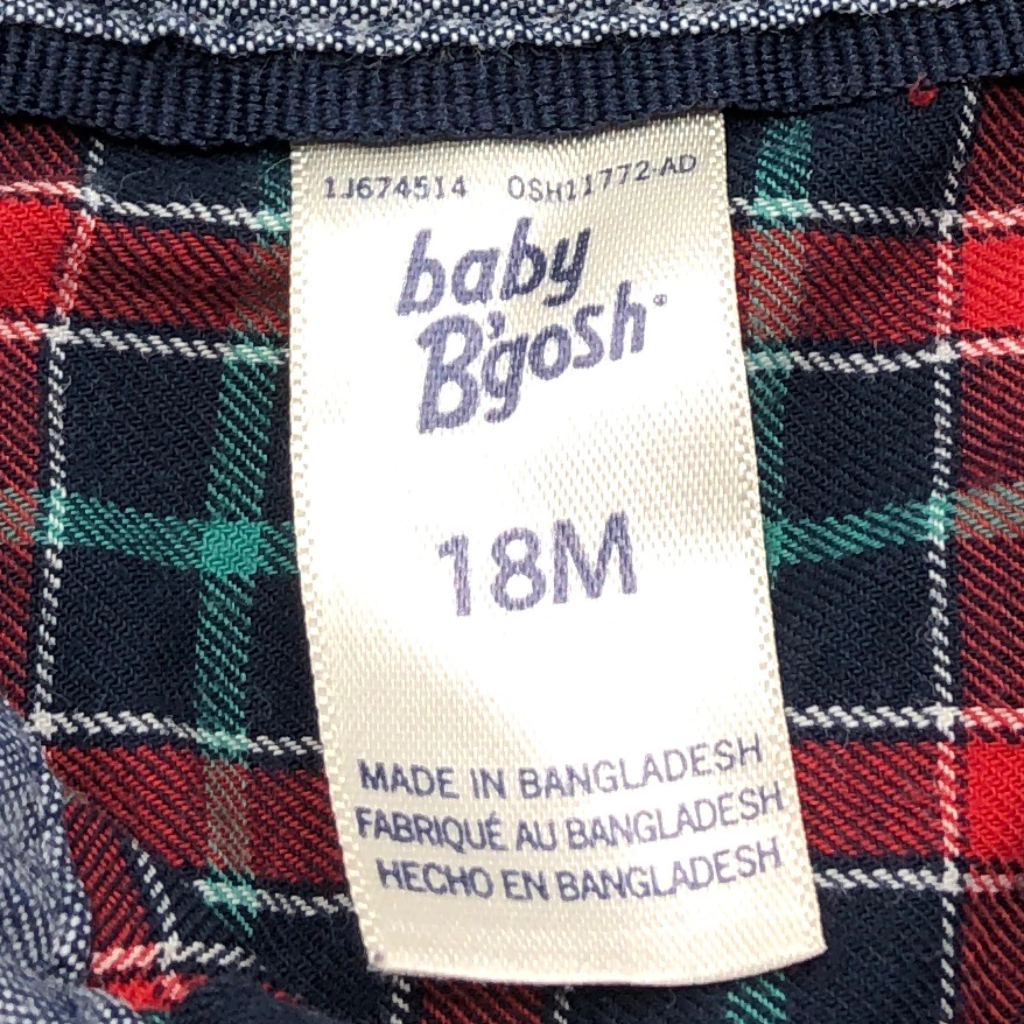 1J674514 OSH11772-AD
baby
B'gosh
18M
MADE IN BANGLADESH
FABRIQUÉ AU BANGLADESH
HECHO EN BANGLADESH